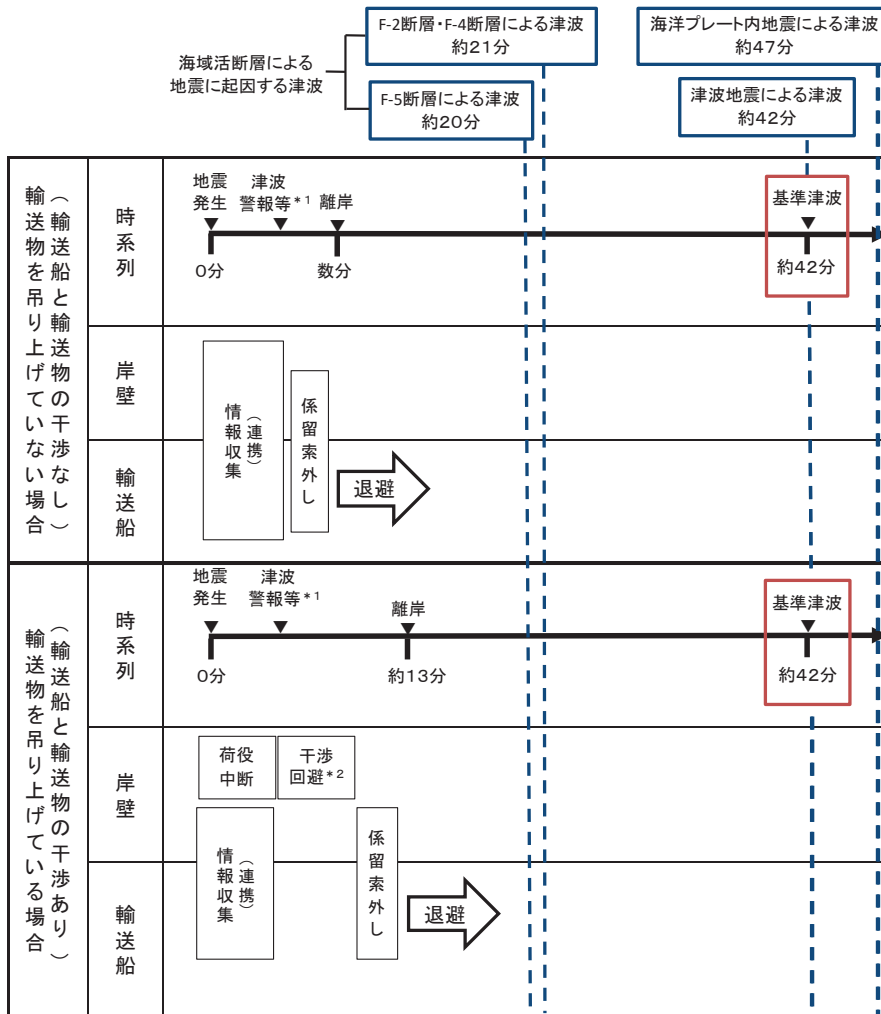 F-2断層・F-4断層による津波
約21分
海洋プレート内地震による津波
約47分
海域活断層による
地震に起因する津波
F-5断層による津波
約20分
津波地震による津波
約42分
輸送物を吊り上げていない場合
（輸送船と輸送物の干渉なし）
時系列
地震
発生
津波
警報等*1
離岸
基準津波
0分
数分
約42分
岸壁
輸送船
情報収集
（連携）
係留索外し
退避
輸送物を吊り上げている場合
（輸送船と輸送物の干渉あり）
時系列
地震
発生
津波
警報等*1
離岸
基準津波
0分
約13分
約42分
岸壁
輸送船
荷役
中断
干渉
回避*2
情報収集
（連携）
係留索外し
退避